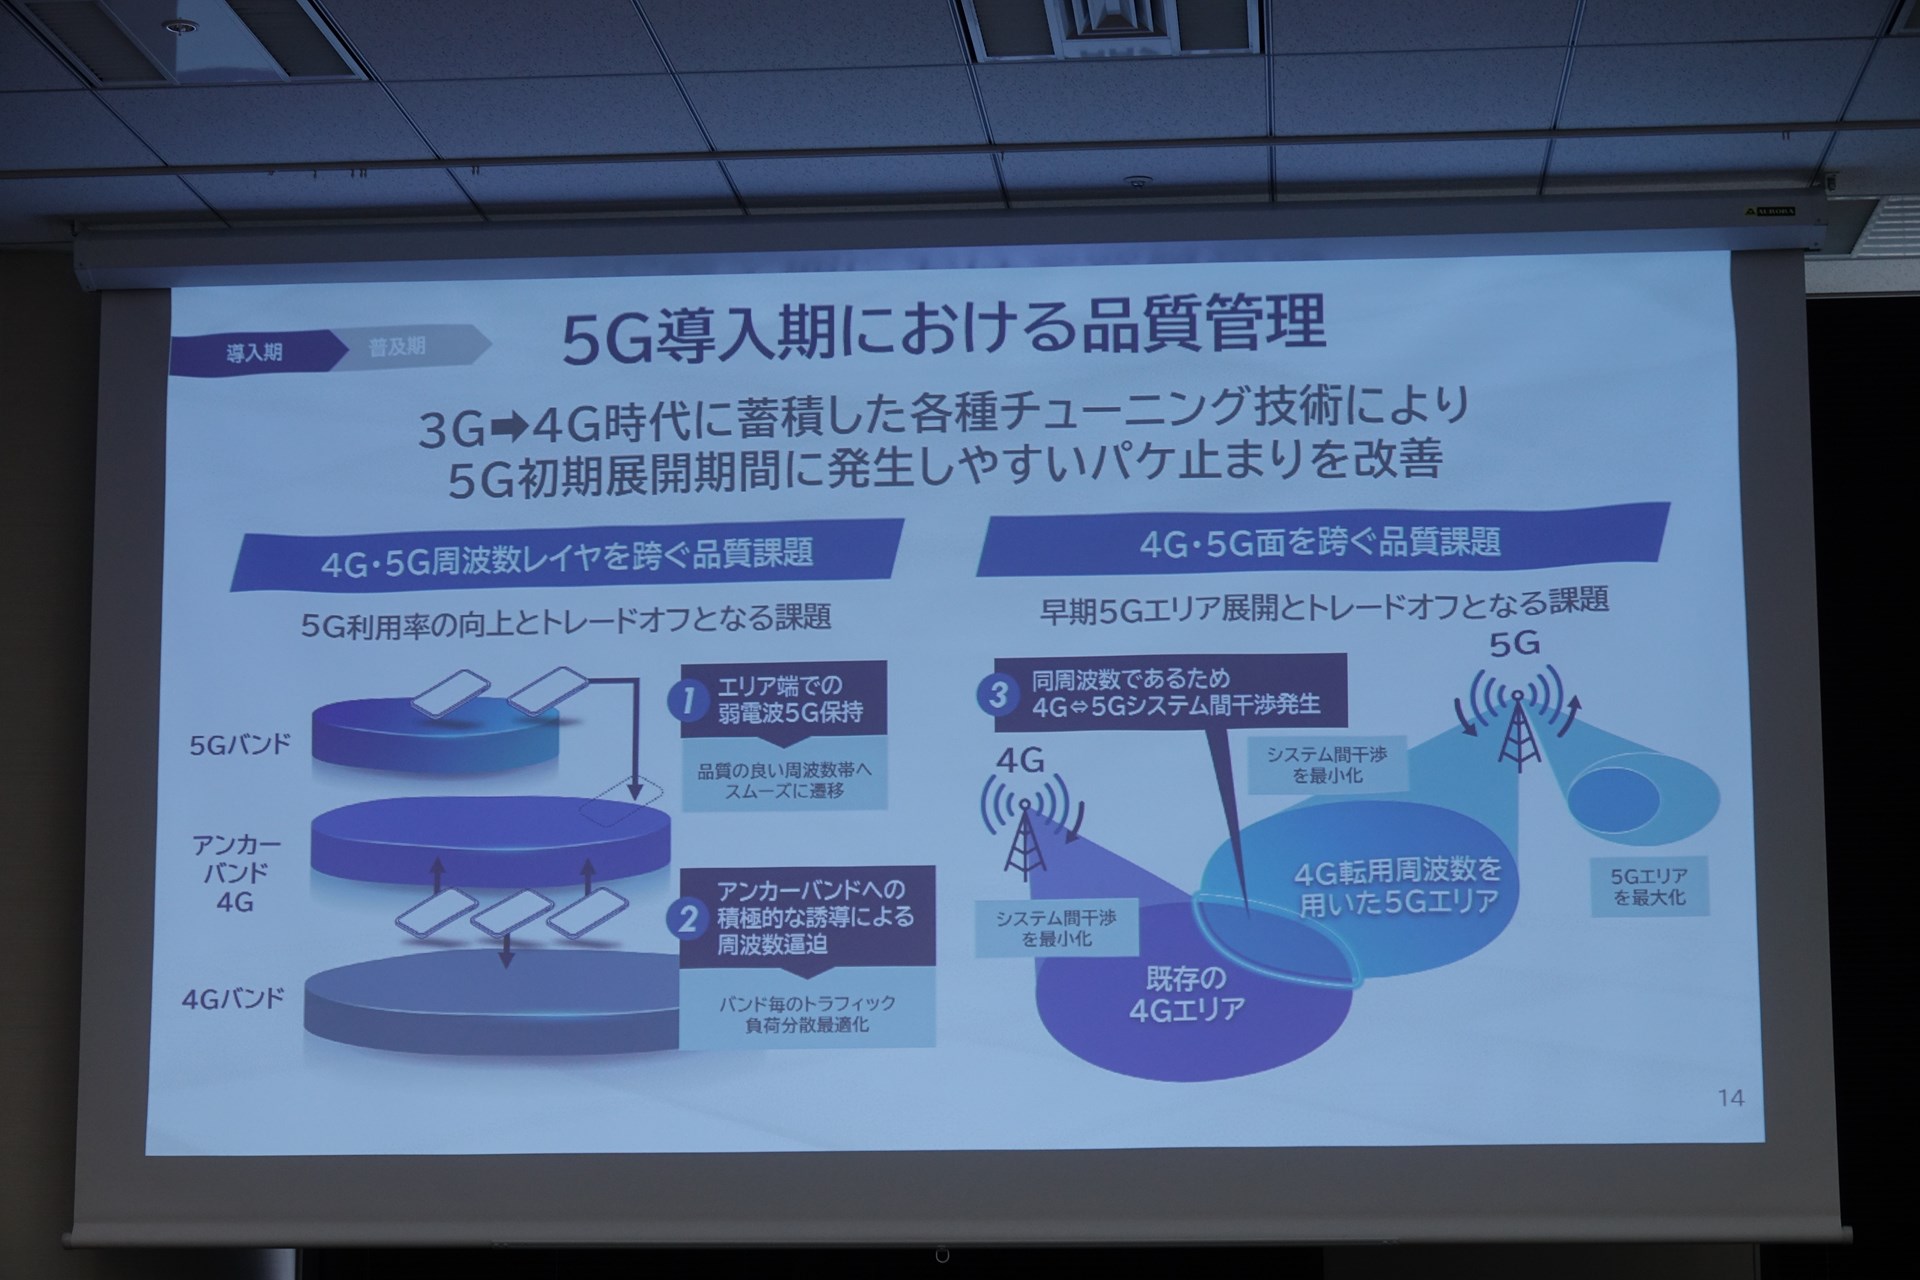 AURORA
導入期
普及期
5G導入期における品質管理
3G➡4G時代に蓄積した各種チューニング技術により
5G初期展開期間に発生しやすいパケ止まりを改善
4G・5G周波数レイヤを跨ぐ品質課題
5G利用率の向上とトレードオフとなる課題
5Gバンド
アンカー
バンド
4G
4Gバンド
1
エリア端での
弱電波5G保持
品質の良い周波数帯へ
スムーズに遷移
2
アンカーバンドへの
積極的な誘導による
周波数逼迫
バンド毎のトラフィック
負荷分散最適化
4G・5G面を跨ぐ品質課題
早期5Gエリア展開とトレードオフとなる課題
3
同周波数であるため
4G⇔5Gシステム間干渉発生
5G
4G
システム間干渉
を最小化
システム間干渉
を最小化
4G転用周波数を
用いた5Gエリア
既存の
4Gエリア
5Gエリア
を最大化
14